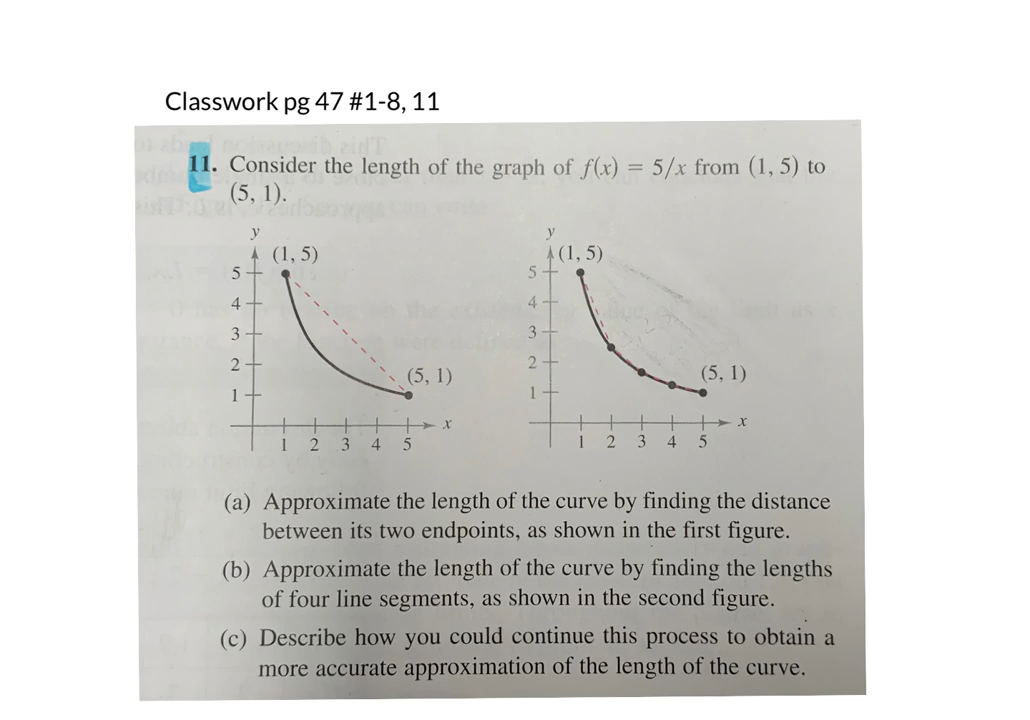 Classwork pg 47 #1-8, 11
11. Consider the length of the graph of f(x) = 5/x from (1, 5) to
(5, 1).
y
(1, 5)
5
4
3
2
1
(5, 1)
x
1 2 3 4 5
y
(1, 5)
5
4
3
2
1
(5, 1)
x
1 2 3 4 5
(a) Approximate the length of the curve by finding the distance
between its two endpoints, as shown in the first figure.
(b) Approximate the length of the curve by finding the lengths
of four line segments, as shown in the second figure.
(c) Describe how you could continue this process to obtain a
more accurate approximation of the length of the curve.